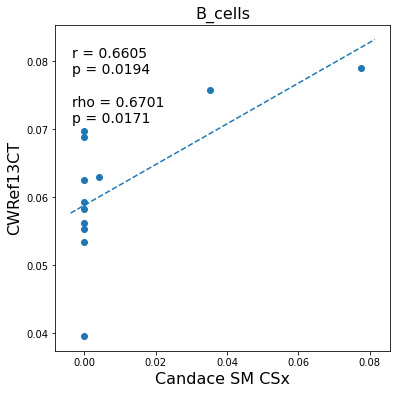 B_cells
r = 0.6605
p = 0.0194
rho = 0.6701
p = 0.0171
CWRef13CT
0.08
0.07
0.06
0.05
0.04
0.00
0.02
0.04
0.06
0.08
Candace SM CSx